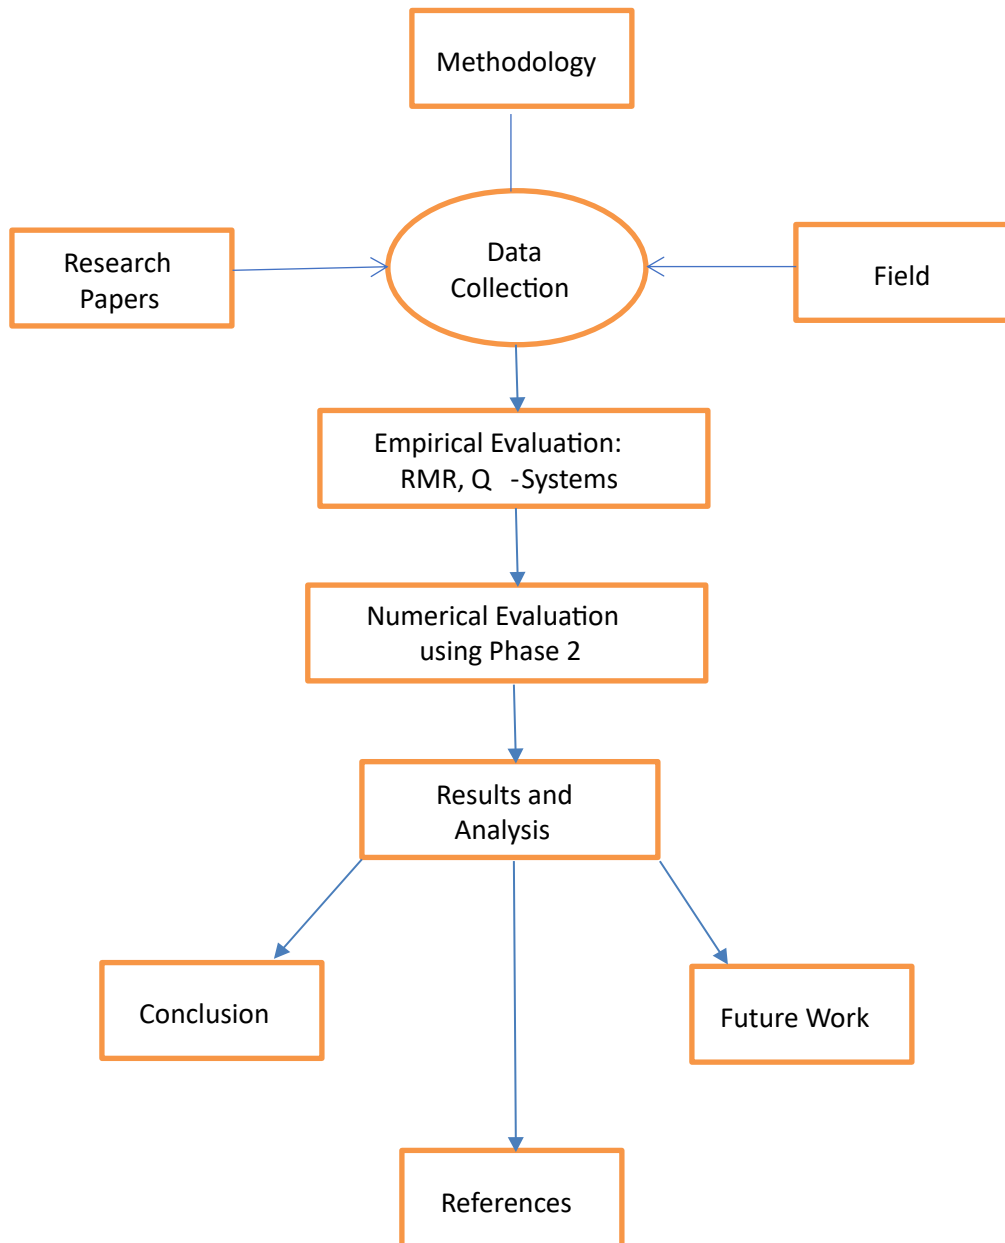 Methodology
Research
Papers
Data
Collection
Field
Empirical Evaluation:
RMR, Q -Systems
Numerical Evaluation
using Phase 2
Results and
Analysis
Conclusion
Future Work
References